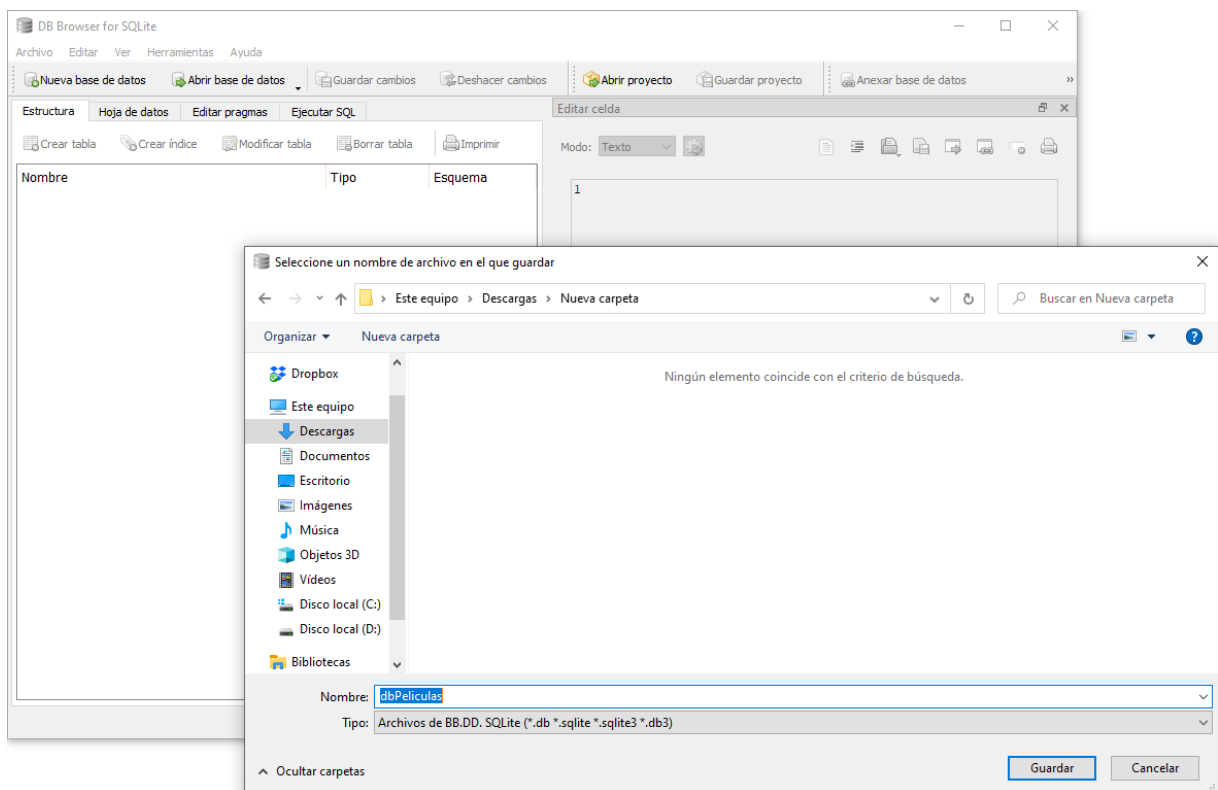 DB Browser for SQLite
Archivo Editar Ver Herramientas Ayuda
Nueva base de datos Abrir base de datos Guardar cambios Deshacer cambios Abrir proyecto Guardar proyecto Anexar base de datos »
Estructura Hoja de datos Editar pragmas Ejecutar SQL
Editar celda
Crear tabla Crear índice Modificar tabla Borrar tabla Imprimir
Modo: Texto
Nombre Tipo Esquema
1
Seleccione un nombre de archivo en el que guardar
Este equipo > Descargas > Nueva carpeta
Buscar en Nueva carpeta
Organizar Nueva carpeta
Dropbox
Este equipo
Descargas
Documentos
Escritorio
Imágenes
Música
Objetos 3D
Vídeos
Disco local (C:)
Disco local (D:)
Bibliotecas
Ningún elemento coincide con el criterio de búsqueda.
Nombre: dbPeliculas
Tipo: Archivos de BB.DD. SQLite (*.db *.sqlite *.sqlite3 *.db3)
Ocultar carpetas
Guardar Cancelar